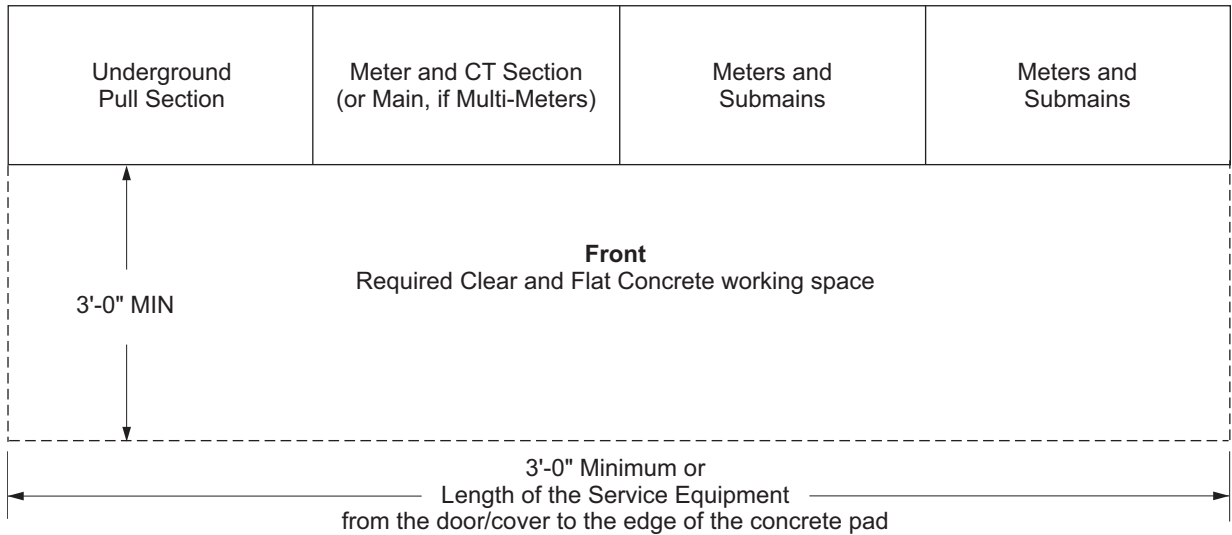 Underground
Pull Section
Meter and CT Section
(or Main, if Multi-Meters)
Meters and
Submains
Meters and
Submains
Front
Required Clear and Flat Concrete working space
3'-0" MIN
3'-0" Minimum or
Length of the Service Equipment
from the door/cover to the edge of the concrete pad